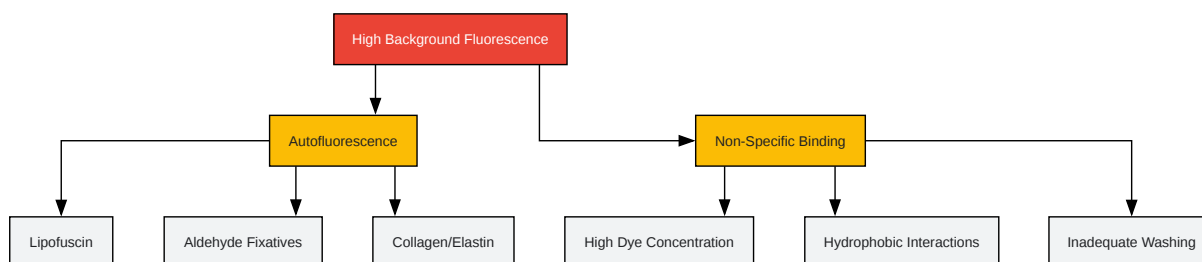 High Background Fluorescence
Autofluorescence
Non-Specific Binding
Lipofuscin
Aldehyde Fixatives
Collagen/Elastin
High Dye Concentration
Hydrophobic Interactions
Inadequate Washing